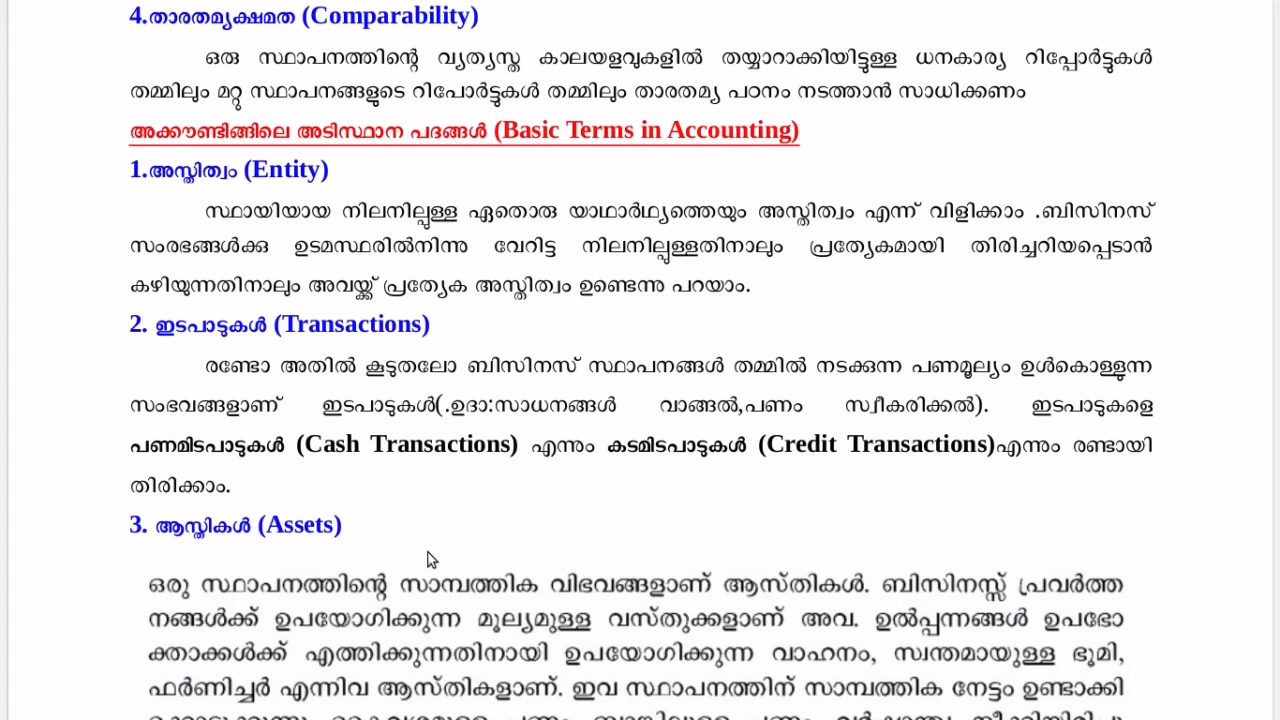 4.താരതമ്യക്ഷമത (Comparability)
ഒരു സ്ഥാപനത്തിന്റെ വ്യത്യസ്ത കാലയളവുകളിൽ തയ്യാറാക്കിയിട്ടുള്ള ധനകാര്യ റിപ്പോർട്ടുകൾ
തമ്മിലും മറ്റു സ്ഥാപനങ്ങളുടെ റിപോർട്ടുകൾ തമ്മിലും താരതമ്യ പഠനം നടത്താൻ സാധിക്കണം
അക്കൗണ്ടിങ്ങിലെ അടിസ്ഥാന പദങ്ങൾ (Basic Terms in Accounting)
1.അസ്തിത്വം (Entity)
സ്ഥായിയായ നിലനില്പുള്ള ഏതൊരു യാഥാർഥ്യത്തെയും അസ്തിത്വം എന്ന് വിളിക്കാം .ബിസിനസ്
സംരഭങ്ങൾക്കു ഉടമസ്ഥരിൽനിന്നു വേറിട്ട നിലനില്പുള്ളതിനാലും പ്രത്യേകമായി തിരിച്ചറിയപ്പെടാൻ
കഴിയുന്നതിനാലും അവയ്ക്ക് പ്രത്യേക അസ്തിത്വം ഉണ്ടെന്നു പറയാം.
2. ഇടപാടുകൾ (Transactions)
രണ്ടോ അതിൽ കൂടുതലോ ബിസിനസ് സ്ഥാപനങ്ങൾ തമ്മിൽ നടക്കുന്ന പണമൂല്യം ഉൾകൊള്ളുന്ന
സംഭവങ്ങളാണ് ഇടപാടുകൾ(.ഉദാ:സാധനങ്ങൾ വാങ്ങൽ,പണം സ്വീകരിക്കൽ). ഇടപാടുകളെ
പണമിടപാടുകൾ (Cash Transactions) എന്നും കടമിടപാടുകൾ (Credit Transactions)എന്നും രണ്ടായി
തിരിക്കാം.
3. ആസ്തികൾ (Assets)
ഒരു സ്ഥാപനത്തിന്റെ സാമ്പത്തിക വിഭവങ്ങളാണ് ആസ്തികൾ. ബിസിനസ്സ് പ്രവർത്ത
നങ്ങൾക്ക് ഉപയോഗിക്കുന്ന മൂല്യമുള്ള വസ്തുക്കളാണ് അവ. ഉൽപ്പന്നങ്ങൾ ഉപഭോ
ക്താക്കൾക്ക് എത്തിക്കുന്നതിനായി ഉപയോഗിക്കുന്ന വാഹനം, സ്വന്തമായുള്ള ഭൂമി,
ഫർണിച്ചർ എന്നിവ ആസ്തികളാണ്. ഇവ സ്ഥാപനത്തിന് സാമ്പത്തിക നേട്ടം ഉണ്ടാക്കി